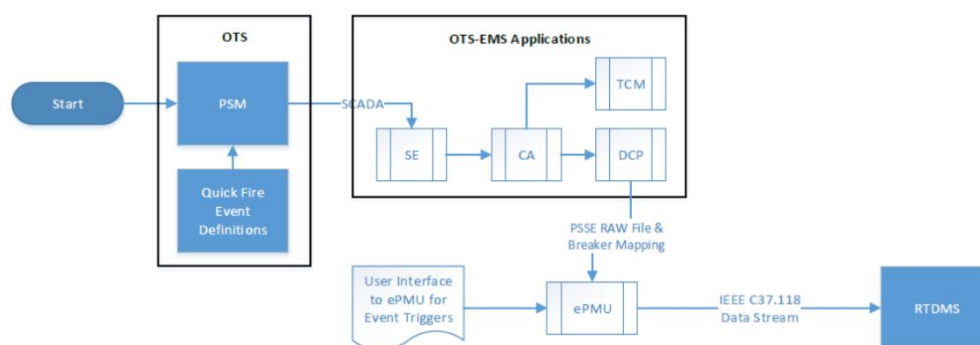 OTS
OTS-EMS Applications
Start
PSM
SCADA
TCM
SE
CA
DCP
Quick Fire
Event
Definitions
PSSE RAW File &
Breaker Mapping
User Interface
to ePMU for
Event Triggers
ePMU
IEEE C37.118
Data Stream
RTDMS